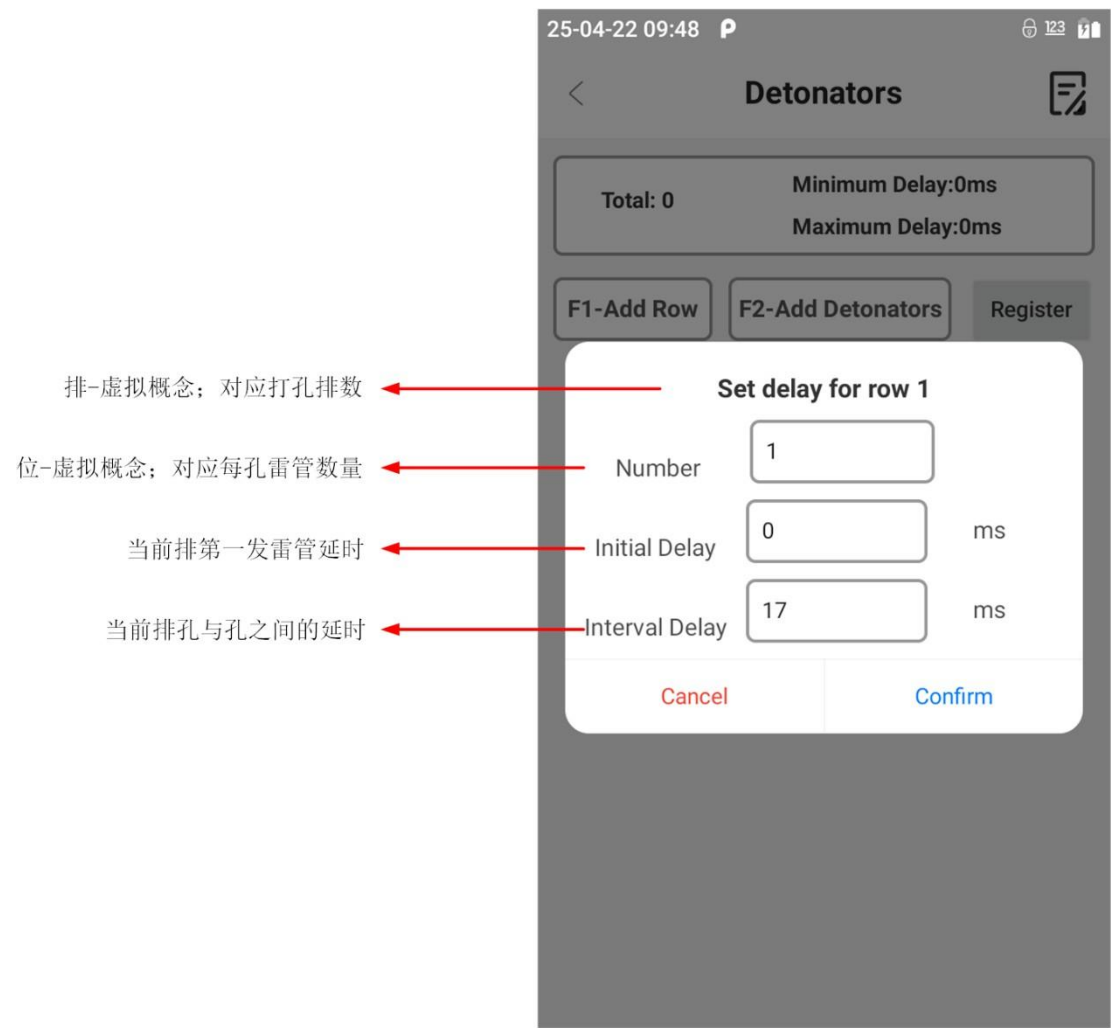 25-04-22 09:48
123
Detonators
Total: 0
Minimum Delay:0ms
Maximum Delay:0ms
F1-Add Row
F2-Add Detonators
Register
排-虚拟概念；对应打孔排数
Set delay for row 1
位-虚拟概念；对应每孔雷管数量
Number
1
当前排第一发雷管延时
Initial Delay
0
ms
当前排孔与孔之间的延时
Interval Delay
17
ms
Cancel
Confirm